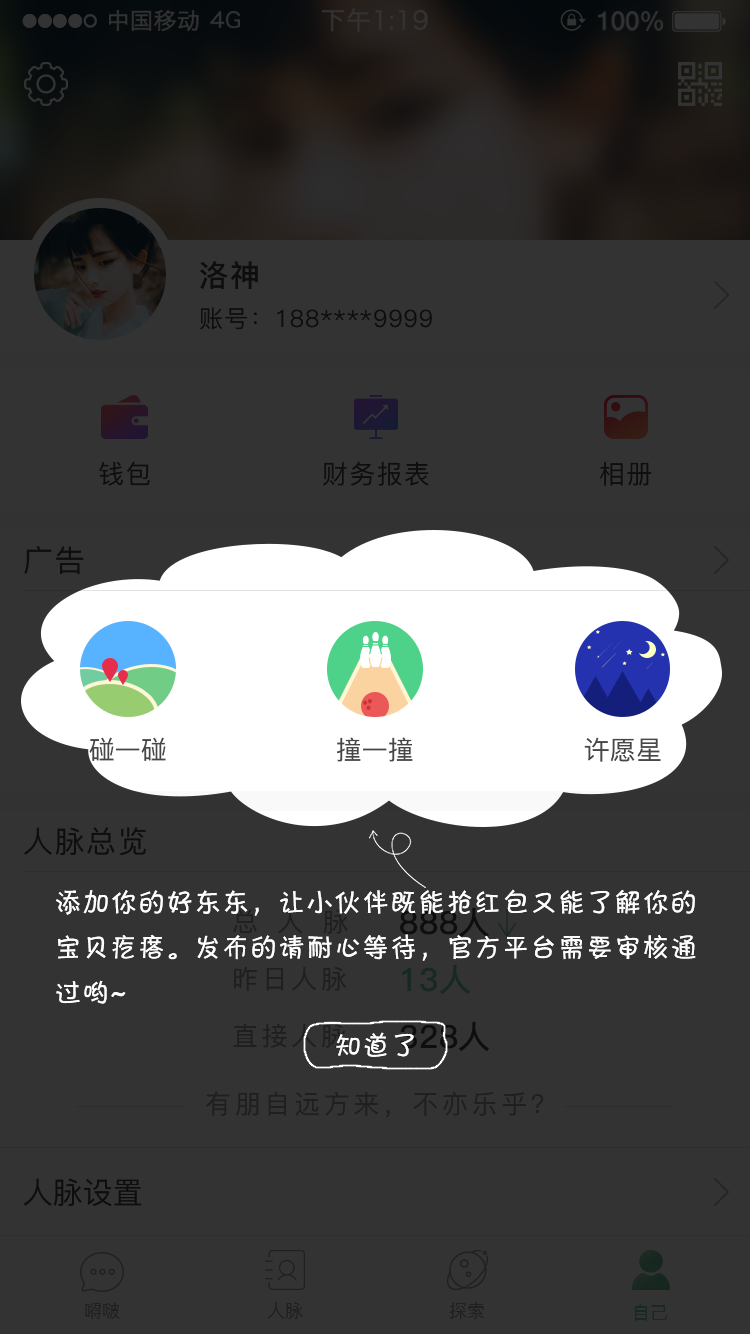 中国移动 4G 下午1:19 100%
洛神
账号：188****9999
钱包 财务报表 相册
广告
碰一碰 撞一撞 许愿星
人脉总览
添加你的好东东，让小伙伴既能抢红包又能了解你的
宝贝疙瘩。发布的请耐心等待，官方平台需要审核通
过哟~
总人脉 888人
昨日人脉 13人
直接人脉 328人
知道了
有朋自远方来，不亦乐乎？
人脉设置
嘚啵 人脉 探索 自己